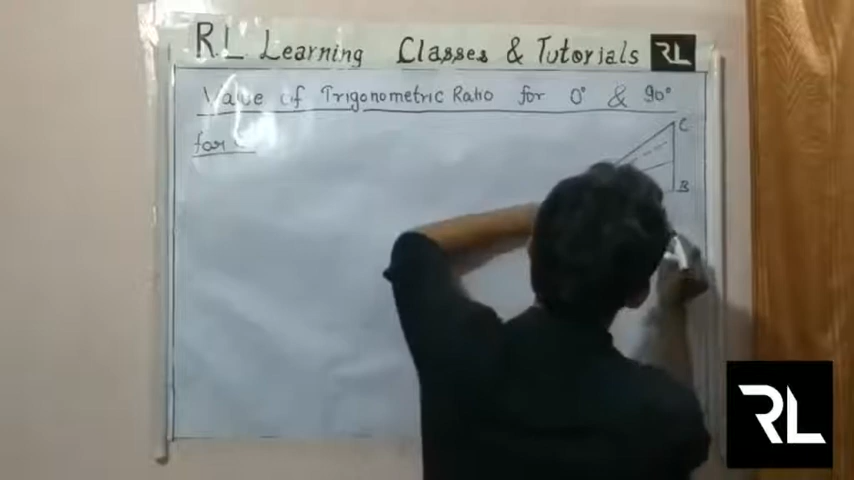 RL Learning Classes & Tutorials RL
Value of Trigonometric Ratio for 0° & 90°
for
C
B
RL